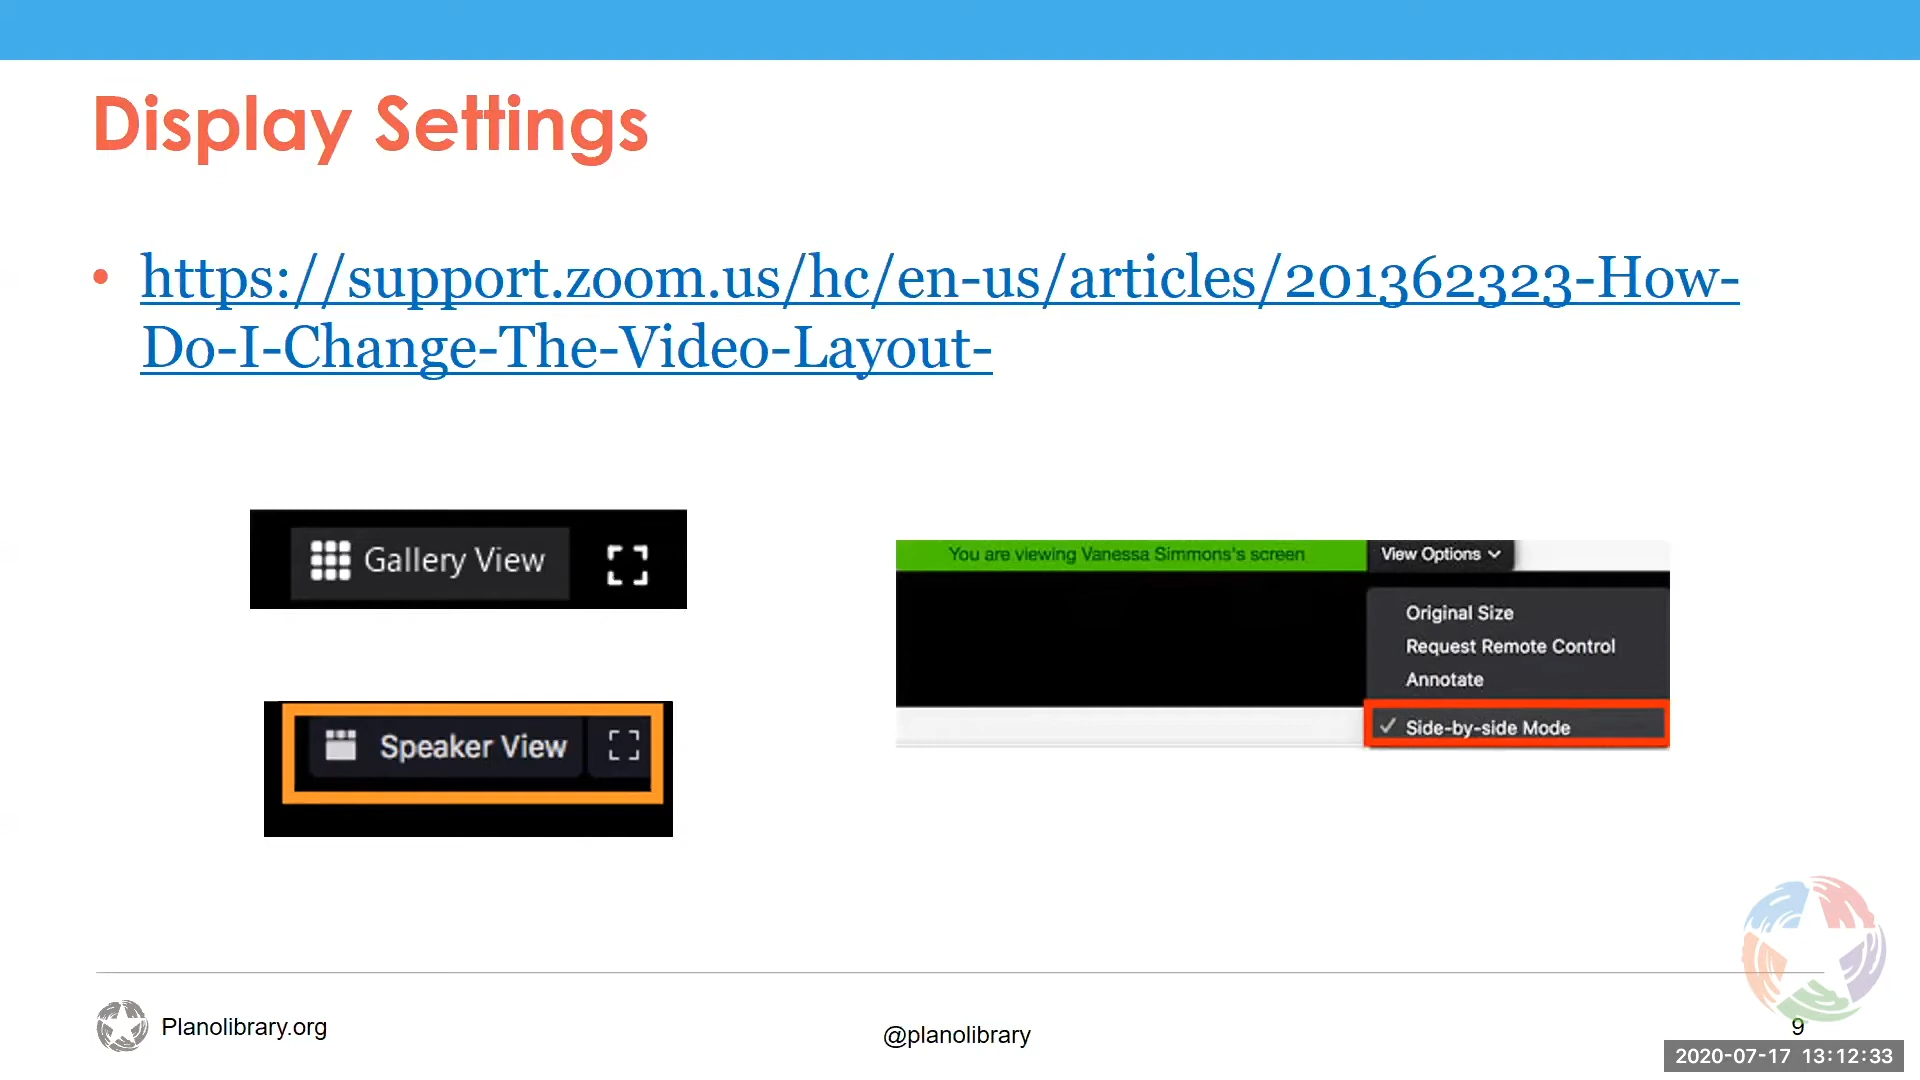 Display Settings
• https://support.zoom.us/hc/en-us/articles/201362323-How-
Do-I-Change-The-Video-Layout-
Gallery View
Speaker View
You are viewing Vanessa Simmons's screen
View Options
Original Size
Request Remote Control
Annotate
✓ Side-by-side Mode
Planolibrary.org
@planolibrary
9
2020-07-17 13:12:33